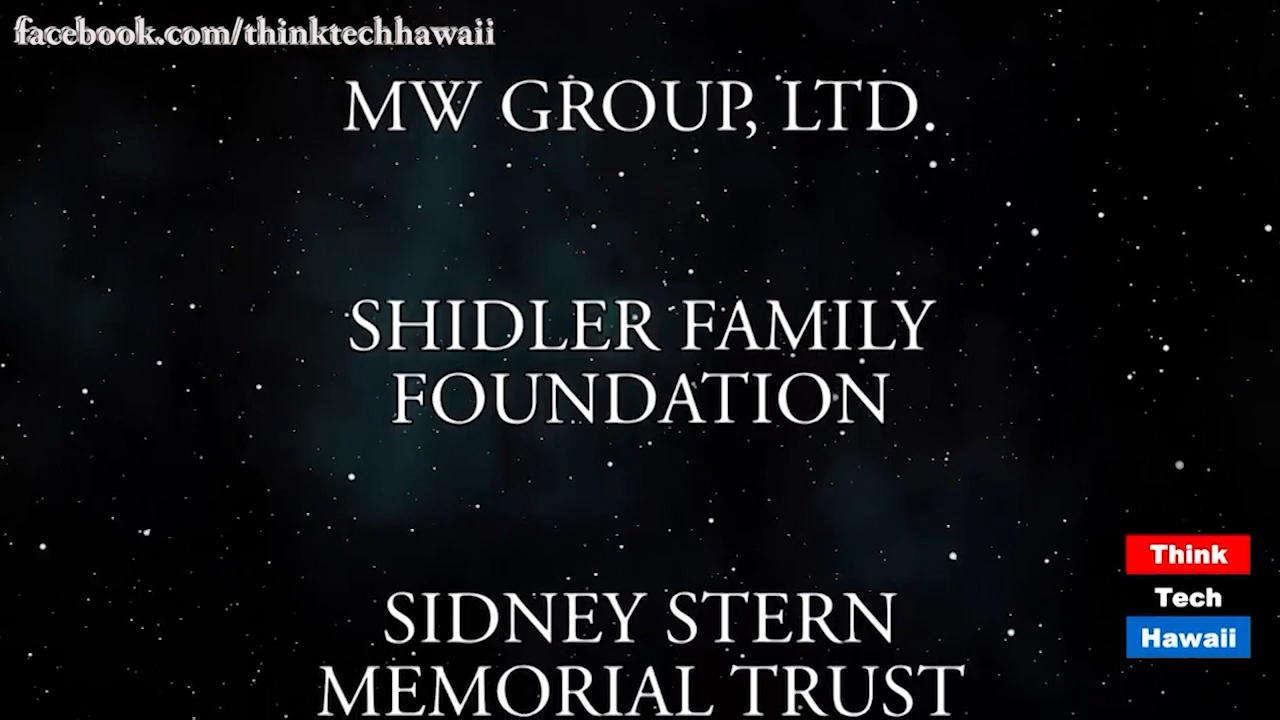 facebook.com/thinktechhawaii
MW GROUP, LTD.
SHIDLER FAMILY
FOUNDATION
SIDNEY STERN
MEMORIAL TRUST
Think
Tech
Hawaii